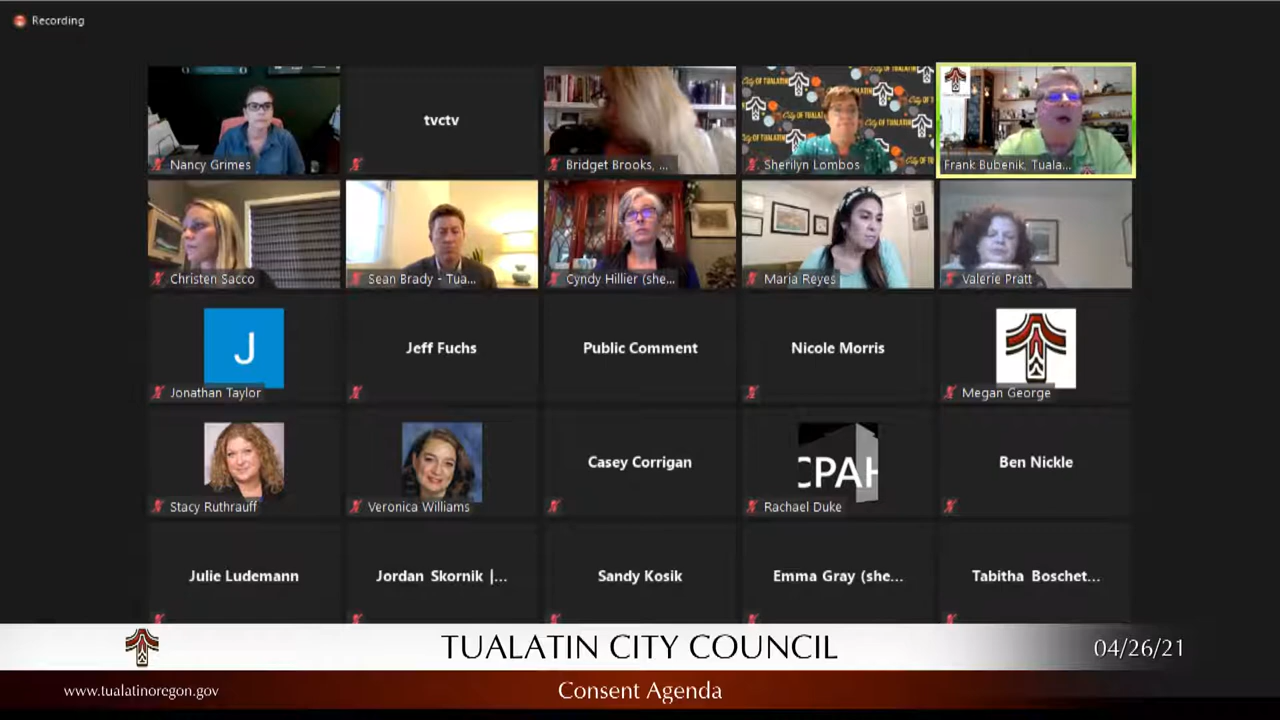 Recording
Nancy Grimes
tvctv
Bridget Brooks, ...
Sherilyn Lombos
Frank Bubenik, Tuala...
Christen Sacco
Sean Brady - Tua...
Cyndy Hillier (she...
Maria Reyes
Valerie Pratt
J
Jonathan Taylor
Jeff Fuchs
Public Comment
Nicole Morris
Megan George
Stacy Ruthrauff
Veronica Williams
Casey Corrigan
CPAH
Rachael Duke
Ben Nickle
Julie Ludemann
Jordan Skornik |...
Sandy Kosik
Emma Gray (she...
Tabitha Boschet...
TUALATIN CITY COUNCIL
04/26/21
www.tualatinoregon.gov
Consent Agenda